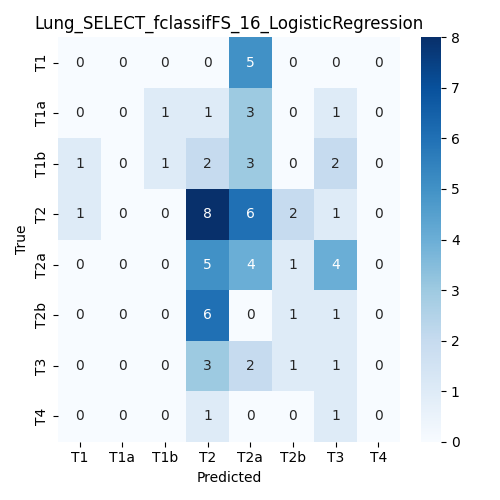 Lung_SELECT_fclassifFS_16_LogisticRegression
T1 0 0 0 0 5 0 0 0
T1a 0 0 1 1 3 0 1 0
T1b 1 0 1 2 3 0 2 0
T2 1 0 0 8 6 2 1 0
T2a 0 0 0 5 4 1 4 0
T2b 0 0 0 6 0 1 1 0
T3 0 0 0 3 2 1 1 0
T4 0 0 0 1 0 0 1 0
T1 T1a T1b T2 T2a T2b T3 T4
Predicted
True
8
7
6
5
4
3
2
1
0